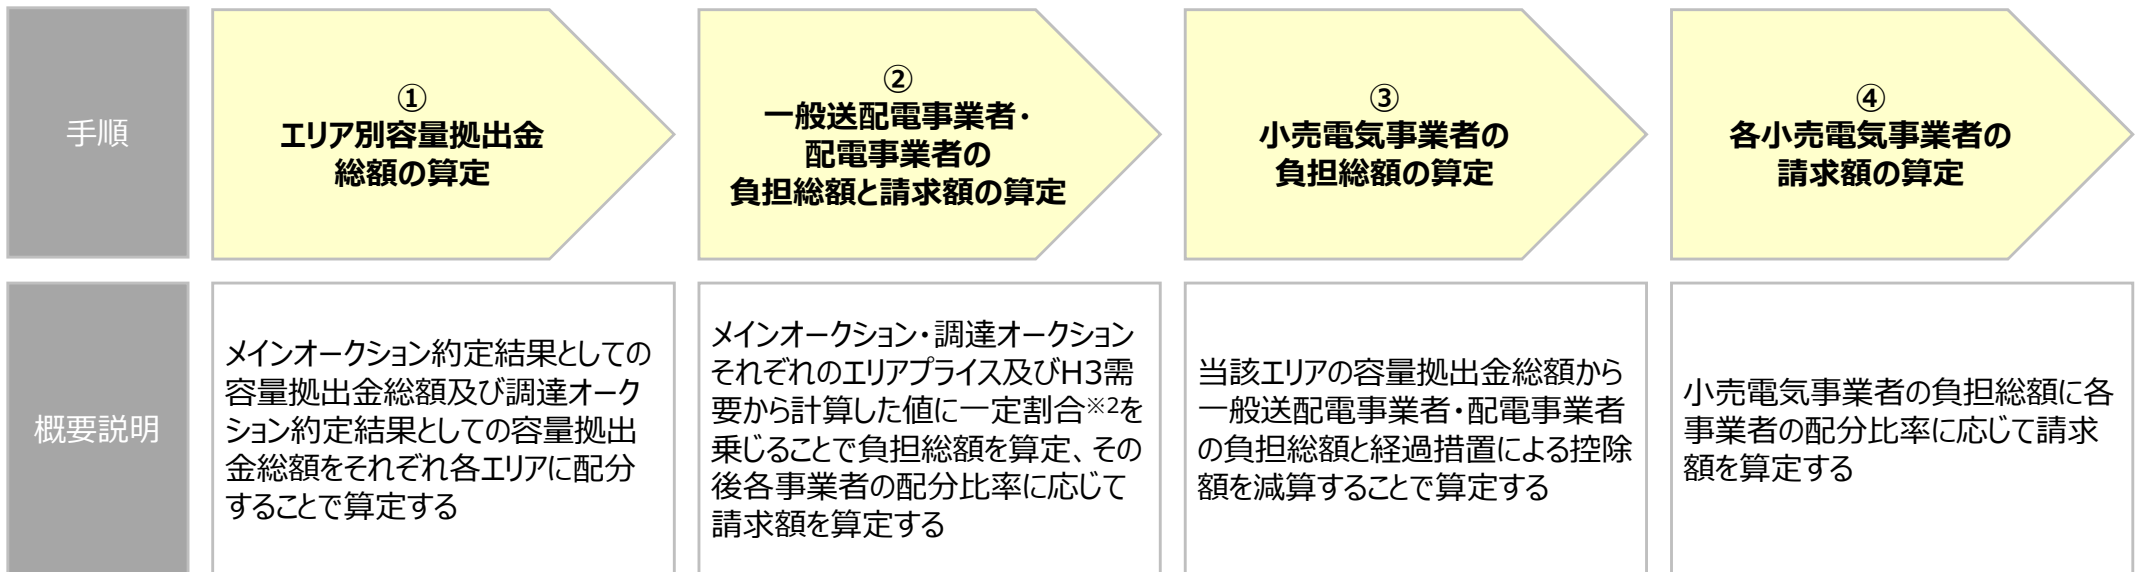 手順
①
エリア別容量拠出金
総額の算定
②
一般送配電事業者・
配電事業者の
負担総額と請求額の算定
③
小売電気事業者の
負担総額の算定
④
各小売電気事業者の
請求額の算定
概要説明
メインオークション約定結果としての
容量拠出金総額及び調達オーク
ション約定結果としての容量拠出
金総額をそれぞれ各エリアに配分
することで算定する
メインオークション・調達オークション
それぞれのエリアプライス及びH3需
要から計算した値に一定割合※2を
乗じることで負担総額を算定、その
後各事業者の配分比率に応じて
請求額を算定する
当該エリアの容量拠出金総額から
一般送配電事業者・配電事業者
の負担総額と経過措置による控除
額を減算することで算定する
小売電気事業者の負担総額に各
事業者の配分比率に応じて請求
額を算定する